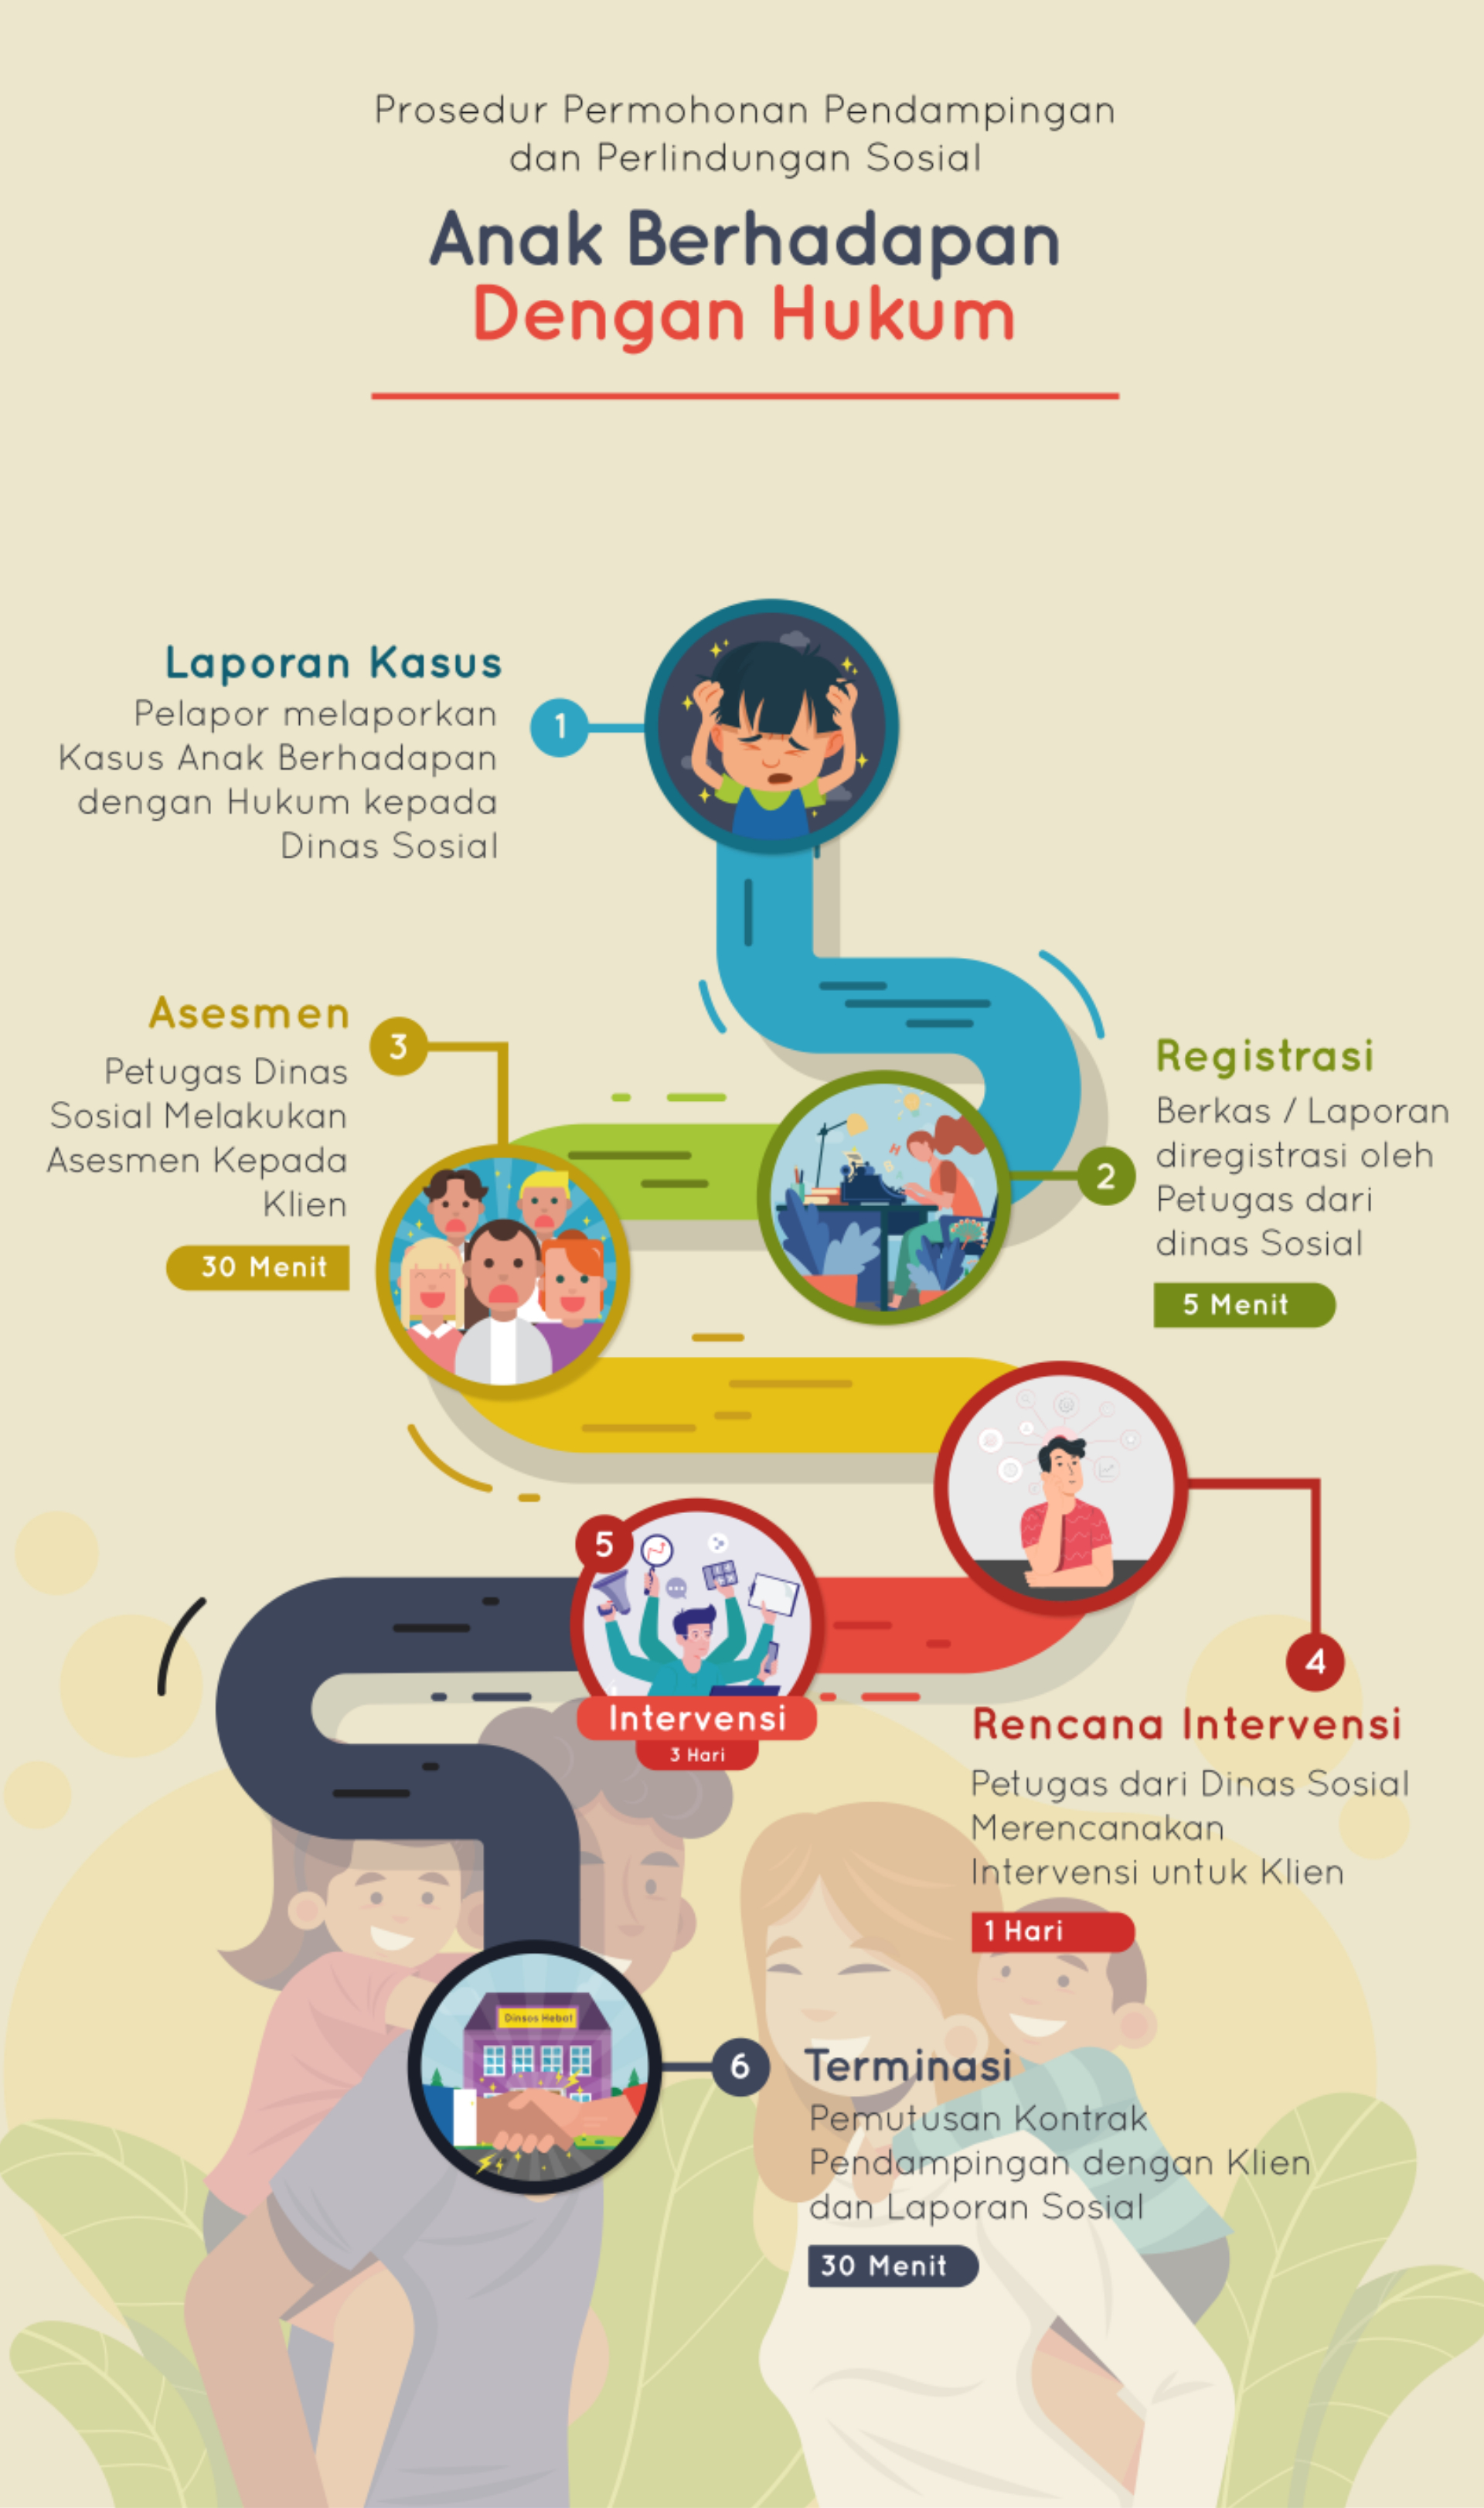 Prosedur Permohonan Pendampingan
dan Perlindungan Sosial
Anak Berhadapan
Dengan Hukum
1
Laporan Kasus
Pelapor melaporkan
Kasus Anak Berhadapan
dengan Hukum kepada
Dinas Sosial
2
Registrasi
Berkas / Laporan
diregistrasi oleh
Petugas dari
dinas Sosial
5 Menit
3
Asesmen
Petugas Dinas
Sosial Melakukan
Asesmen Kepada
Klien
30 Menit
4
Rencana Intervensi
Petugas dari Dinas Sosial
Merencanakan
Intervensi untuk Klien
1 Hari
5
Intervensi
3 Hari
6
Terminasi
Pemutusan Kontrak
Pendampingan dengan Klien
dan Laporan Sosial
30 Menit
Dinsos Hebat